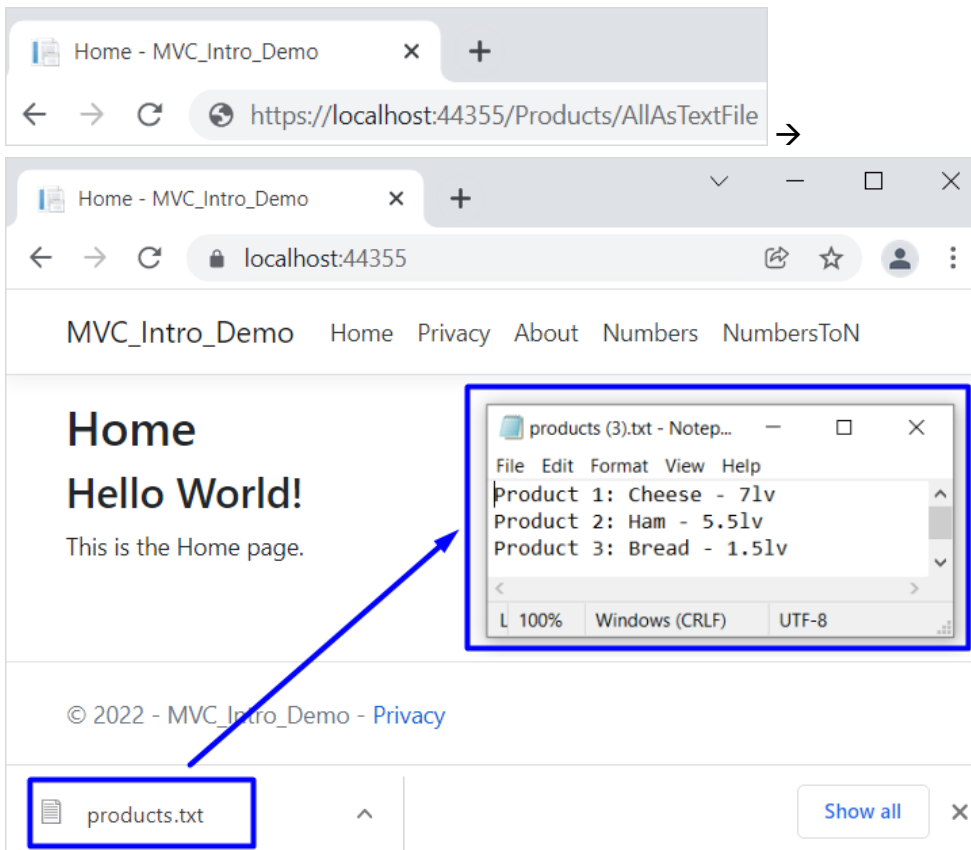 Home - MVC_Intro_Demo
https://localhost:44355/Products/AllAsTextFile
Home - MVC_Intro_Demo
localhost:44355
MVC_Intro_Demo Home Privacy About Numbers NumbersToN
Home
Hello World!
This is the Home page.
products (3).txt - Notep...
File Edit Format View Help
Product 1: Cheese - 7lv
Product 2: Ham - 5.5lv
Product 3: Bread - 1.5lv
L 100% Windows (CRLF) UTF-8
© 2022 - MVC_Intro_Demo - Privacy
products.txt
Show all